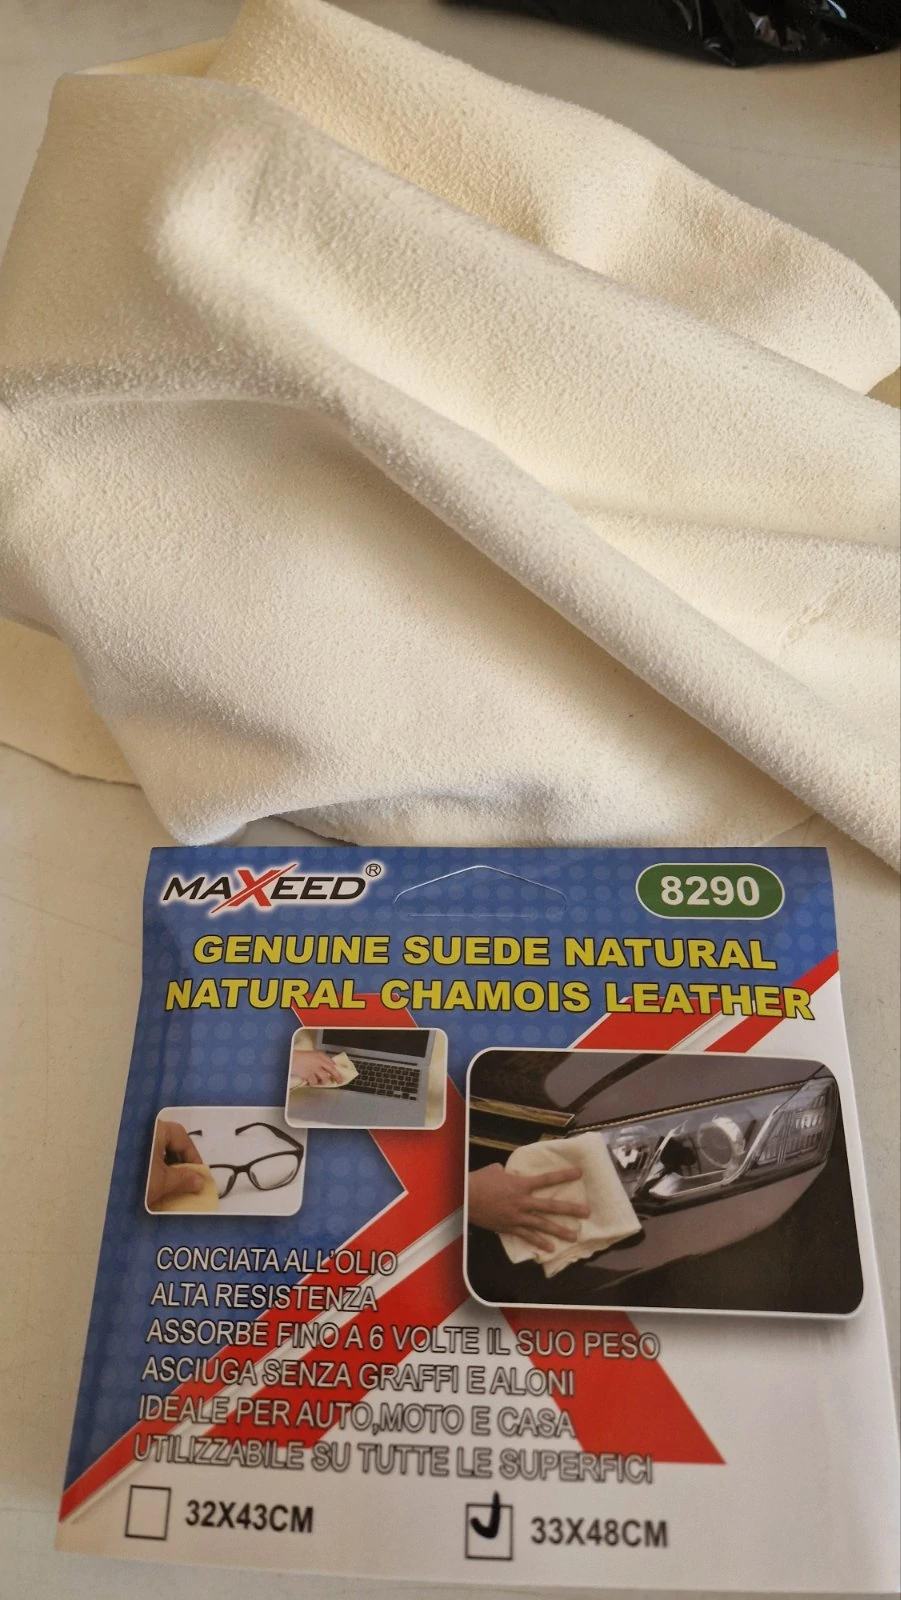 MAXEED®
8290
GENUINE SUEDE NATURAL
NATURAL CHAMOIS LEATHER
CONCIATA ALL'OLIO
ALTA RESISTENZA
ASSORBE FINO A 6 VOLTE IL SUO PESO
ASCIUGA SENZA GRAFFI E ALONI
IDEALE PER AUTO,MOTO E CASA
UTILIZZABILE SU TUTTE LE SUPERFICI
32X43CM
33X48CM